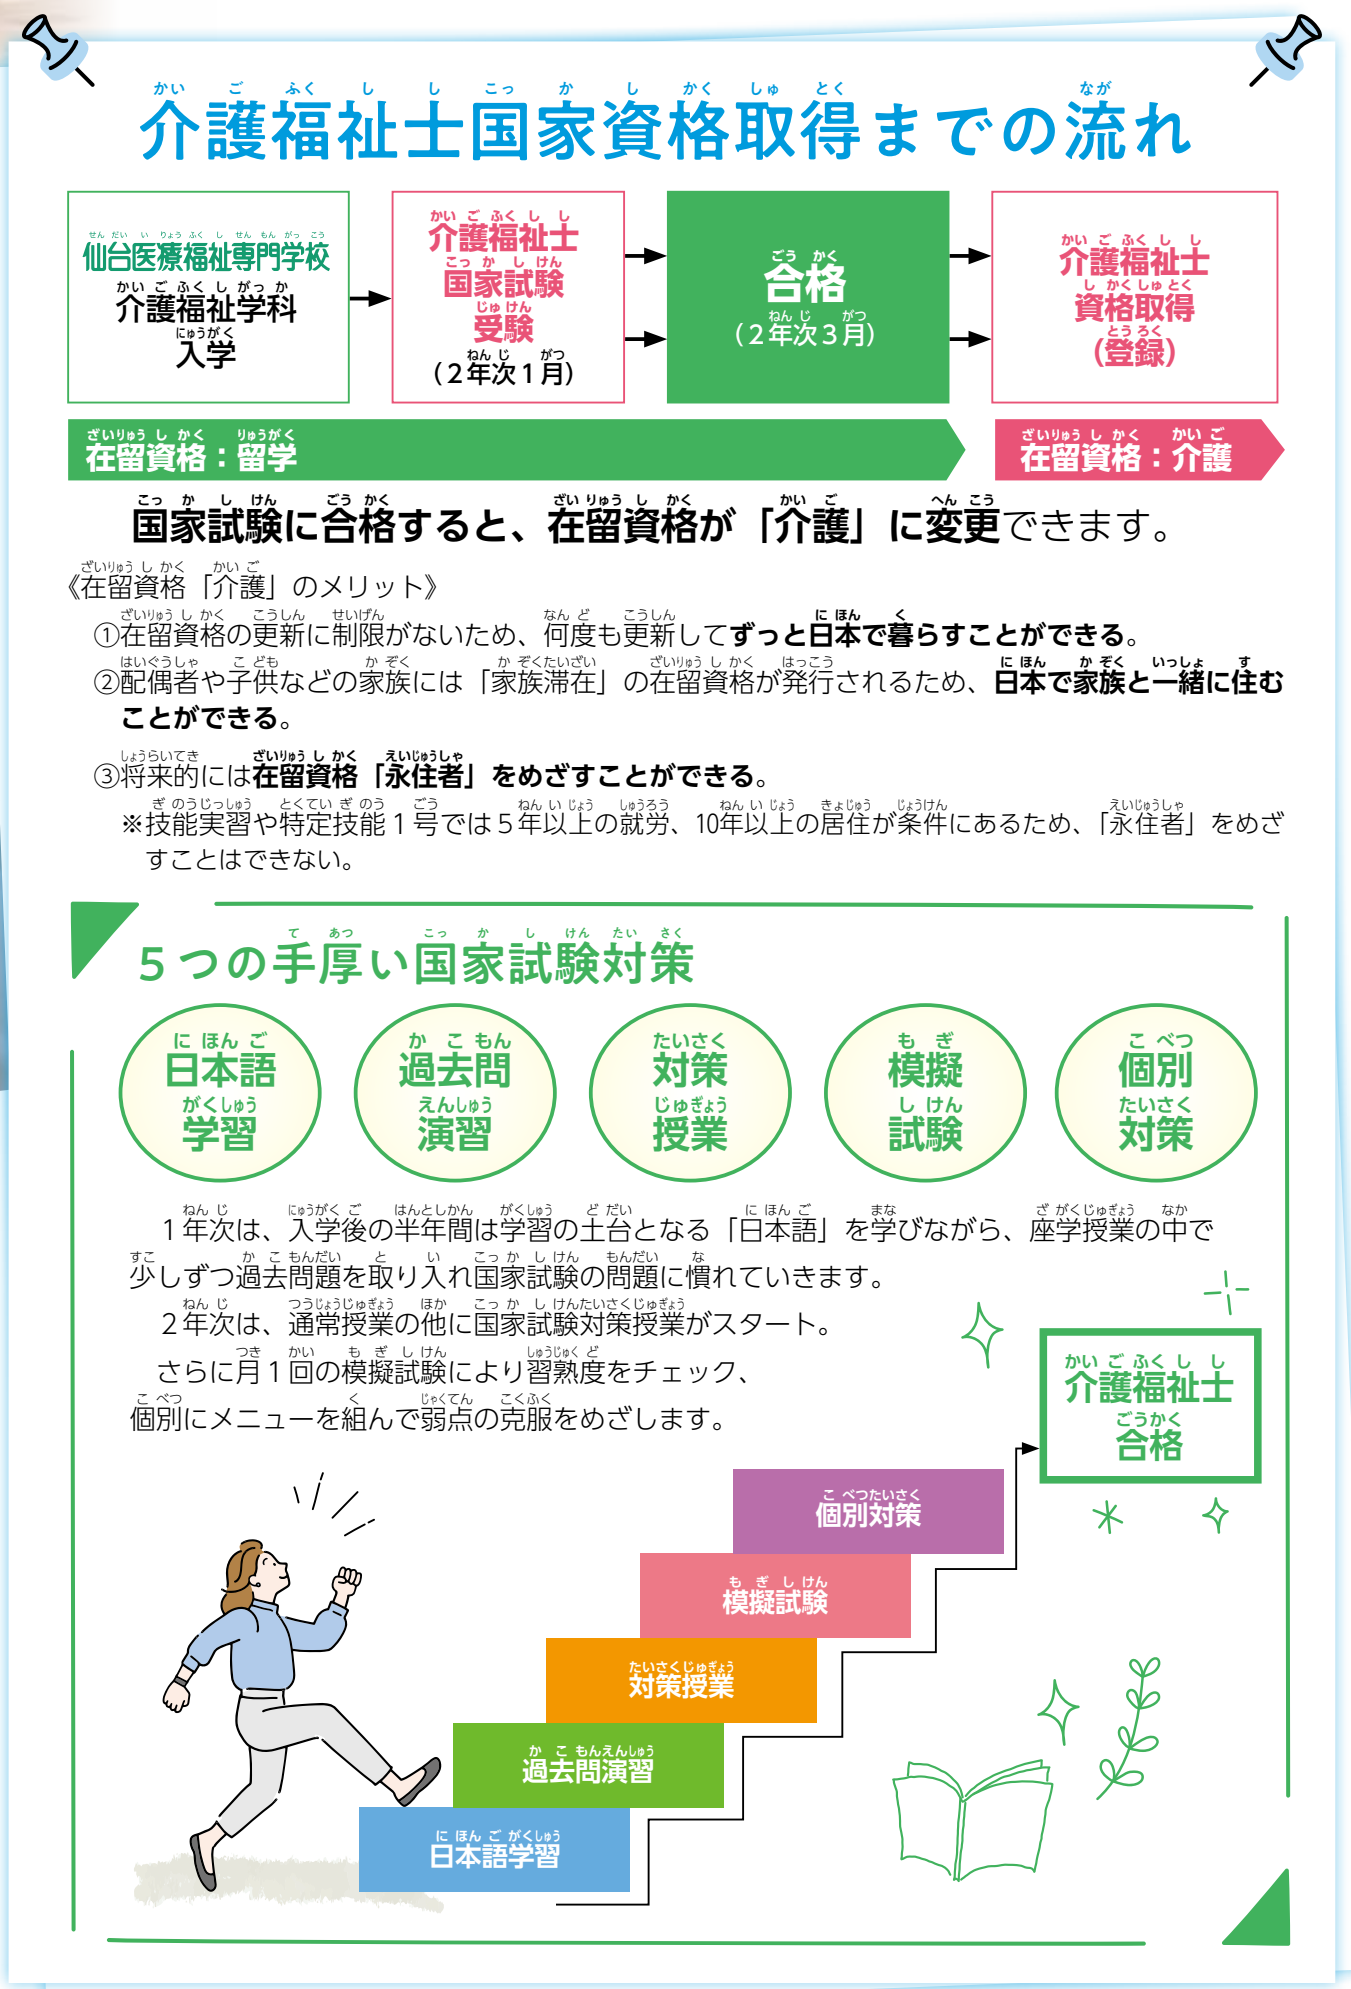 介護福祉士国家資格取得までの流れ
仙台医療福祉専門学校
介護福祉学科
入学
介護福祉士
国家試験
受験
（２年次１月）
合格
（２年次３月）
介護福祉士
資格取得
（登録）
在留資格：留学
在留資格：介護
国家試験に合格すると、在留資格が「介護」に変更できます。
《在留資格「介護」のメリット》
①在留資格の更新に制限がないため、何度も更新してずっと日本で暮らすことができる。
②配偶者や子供などの家族には「家族滞在」の在留資格が発行されるため、日本で家族と一緒に住む
ことができる。
③将来的には在留資格「永住者」をめざすことができる。
※技能実習や特定技能１号では５年以上の就労、10年以上の居住が条件にあるため、「永住者」をめざ
すことはできない。
５つの手厚い国家試験対策
日本語
学習
過去問
演習
対策
授業
模擬
試験
個別
対策
１年次は、入学後の半年間は学習の土台となる「日本語」を学びながら、座学授業の中で
少しずつ過去問題を取り入れ国家試験の問題に慣れていきます。
２年次は、通常授業の他に国家試験対策授業がスタート。
さらに月１回の模擬試験により習熟度をチェック、
個別にメニューを組んで弱点の克服をめざします。
介護福祉士
合格
個別対策
模擬試験
対策授業
過去問演習
日本語学習